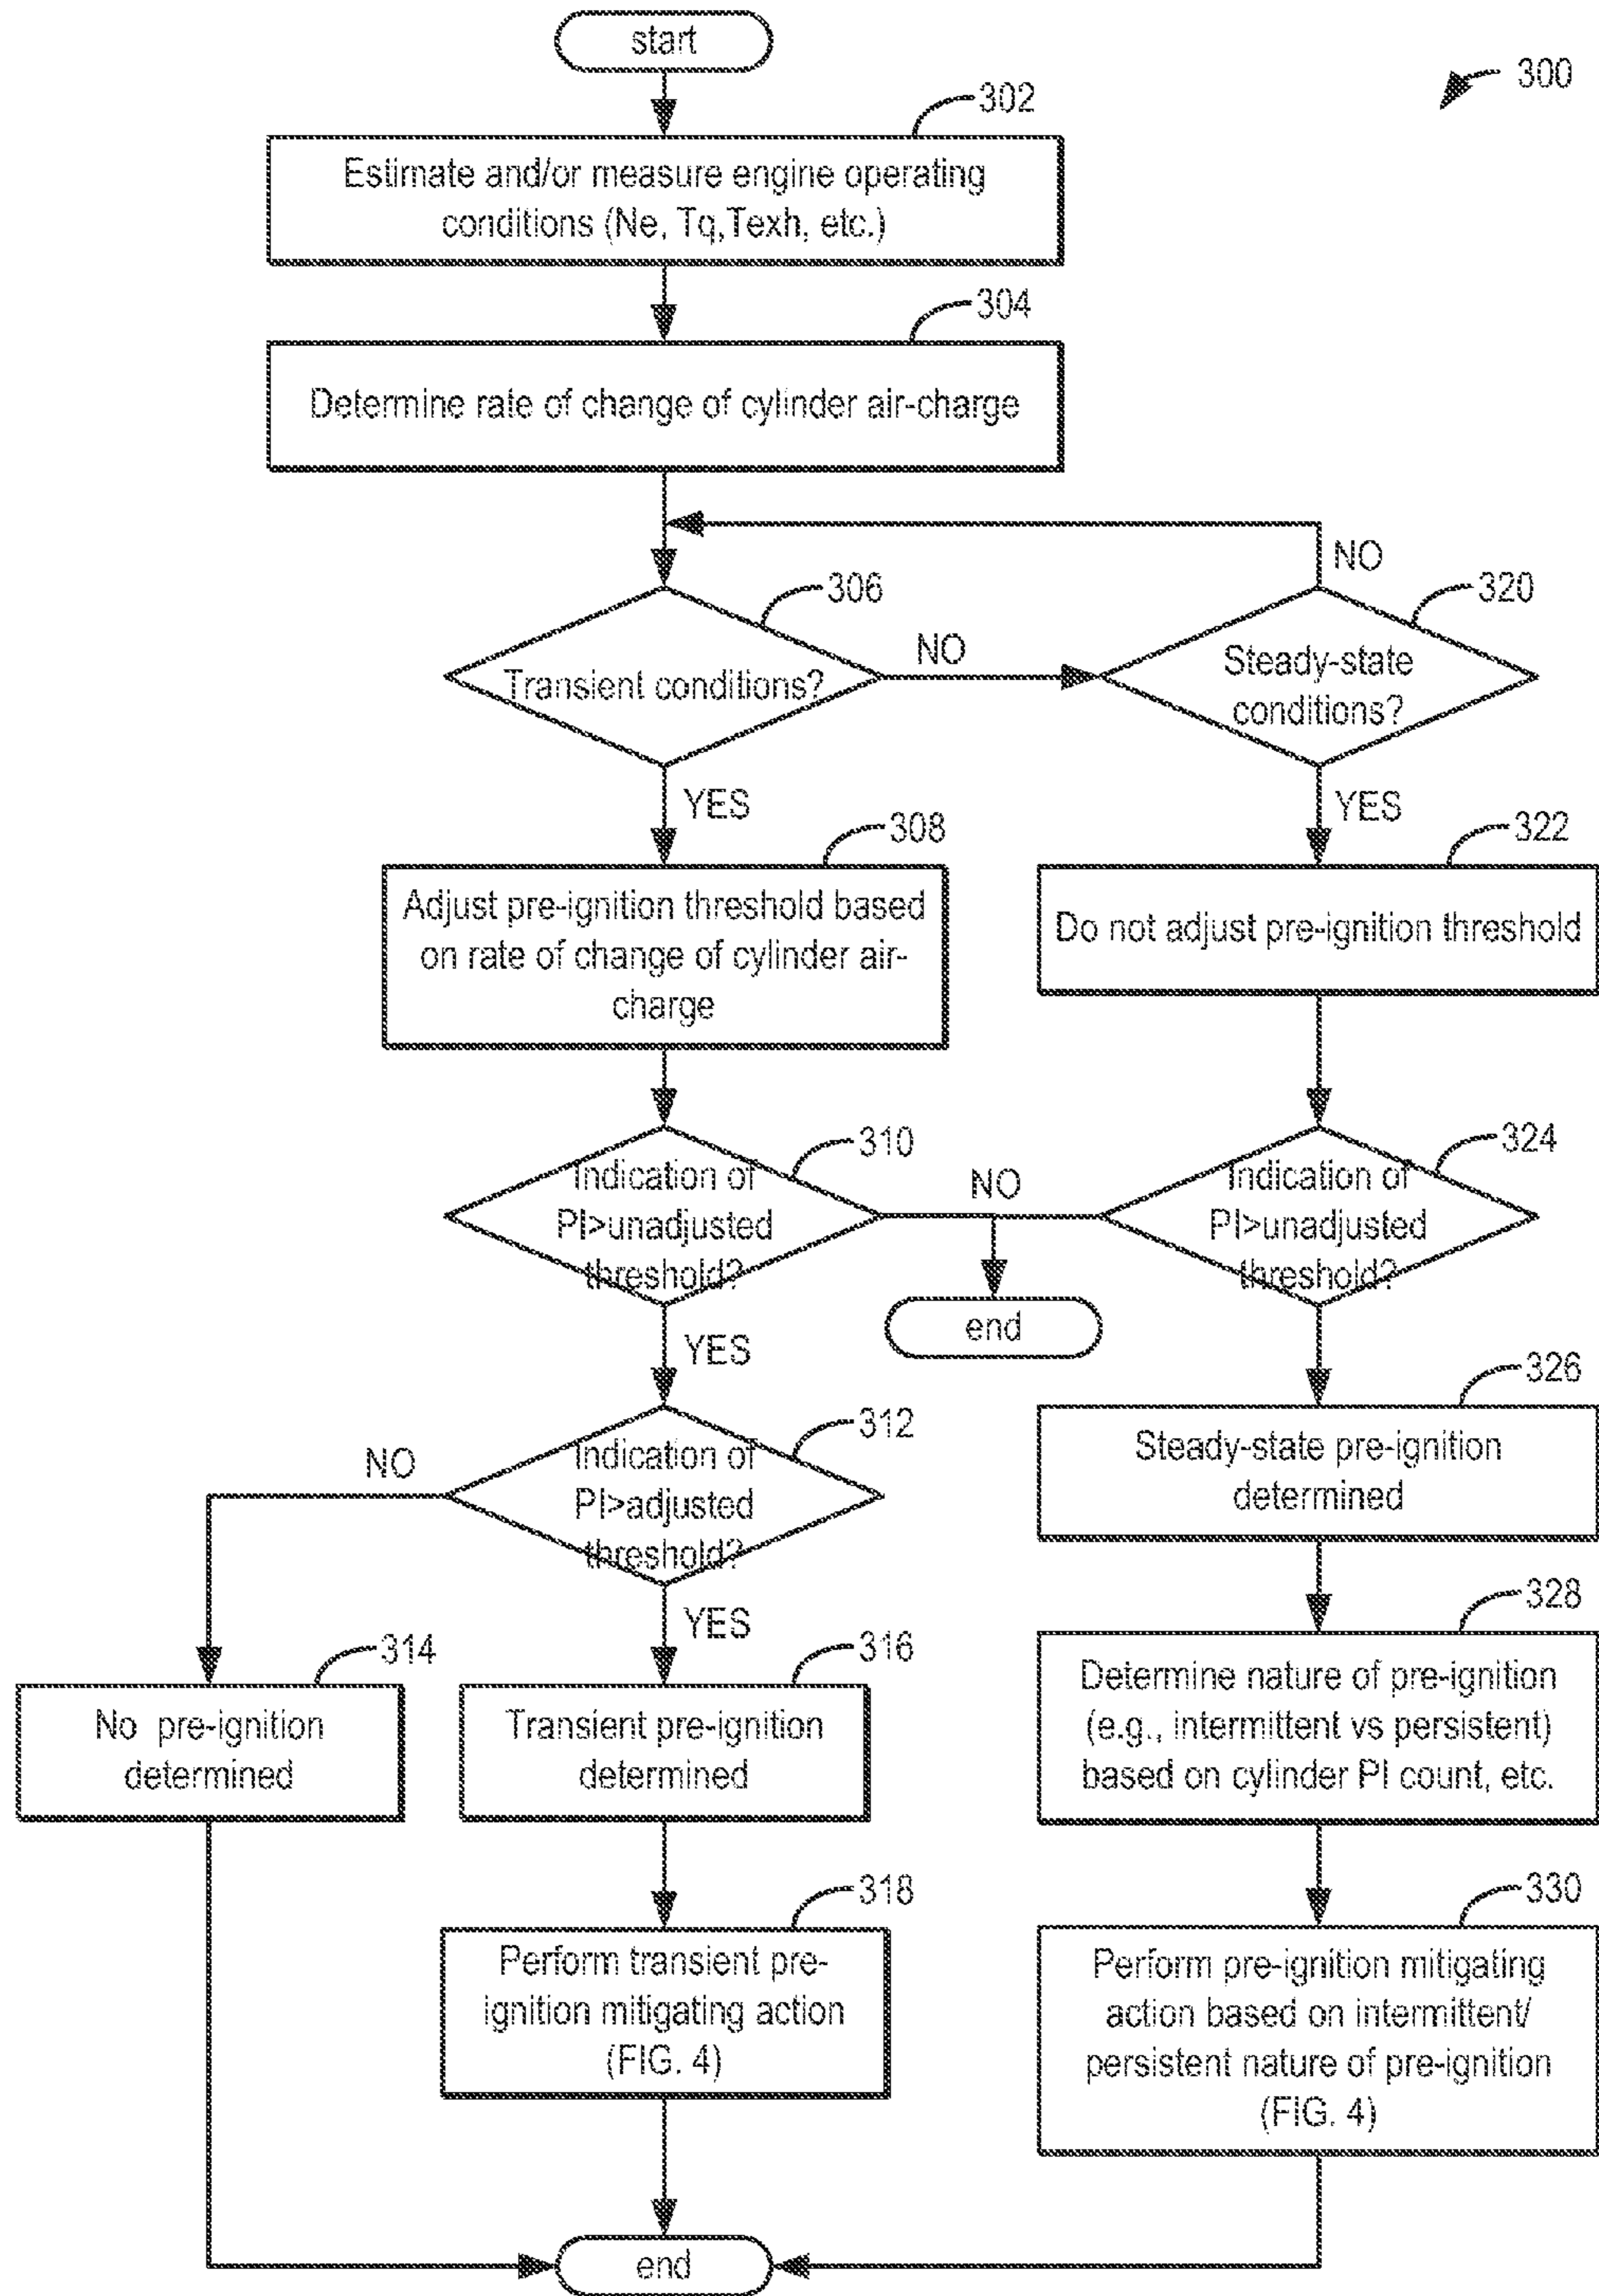 start
300
302
Estimate and/or measure engine operating
conditions (Ne, Tq,Texh, etc.)
304
Determine rate of change of cylinder air-charge
NO
306
320
Transient conditions?
NO
Steady-state
conditions?
YES
YES
308
322
Adjust pre-ignition threshold based
on rate of change of cylinder air-
charge
Do not adjust pre-ignition threshold
310
324
Indication of
PI>unadjusted
threshold?
NO
Indication of
PI>unadjusted
threshold?
end
YES
312
326
Indication of
PI>adjusted
threshold?
NO
Steady-state pre-ignition
determined
YES
328
314
316
No pre-ignition
determined
Transient pre-ignition
determined
Determine nature of pre-ignition
(e.g., intermittent vs persistent)
based on cylinder PI count, etc.
318
330
Perform transient pre-
ignition mitigating action
(FIG. 4)
Perform pre-ignition mitigating
action based on intermittent/
persistent nature of pre-ignition
(FIG. 4)
end